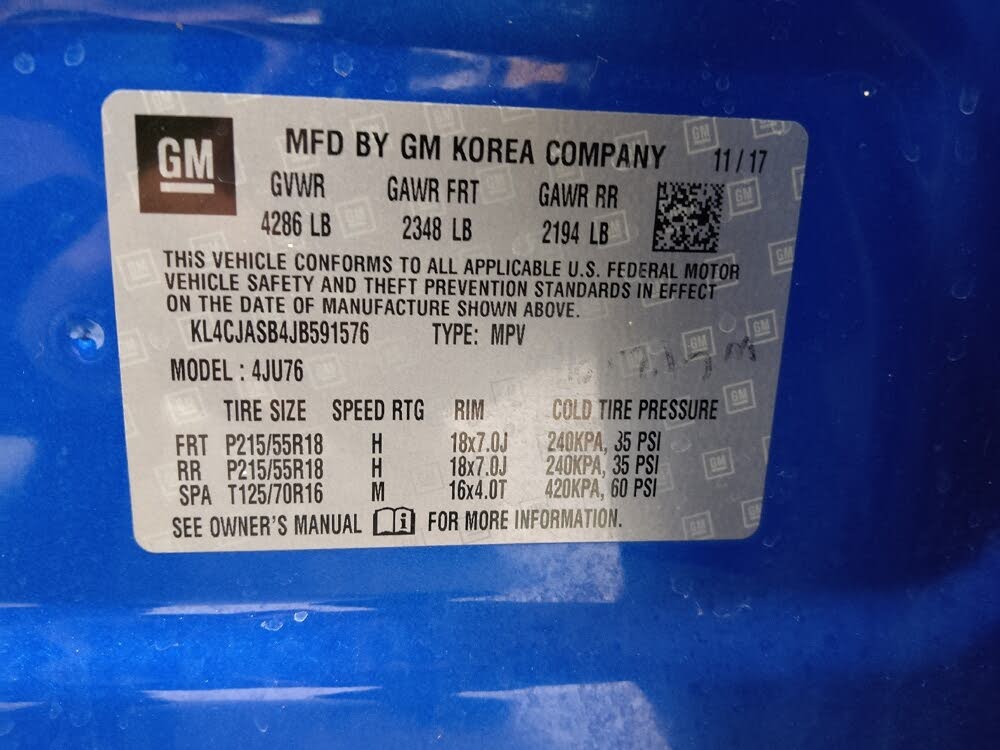 GM
MFD BY GM KOREA COMPANY 11 / 17
GVWR GAWR FRT GAWR RR
4286 LB 2348 LB 2194 LB
THIS VEHICLE CONFORMS TO ALL APPLICABLE U.S. FEDERAL MOTOR
VEHICLE SAFETY AND THEFT PREVENTION STANDARDS IN EFFECT
ON THE DATE OF MANUFACTURE SHOWN ABOVE.
KL4CJASB4JB591576 TYPE: MPV
MODEL : 4JU76
TIRE SIZE SPEED RTG RIM COLD TIRE PRESSURE
FRT P215/55R18 H 18x7.0J 240KPA, 35 PSI
RR P215/55R18 H 18x7.0J 240KPA, 35 PSI
SPA T125/70R16 M 16x4.0T 420KPA, 60 PSI
SEE OWNER'S MANUAL i FOR MORE INFORMATION.